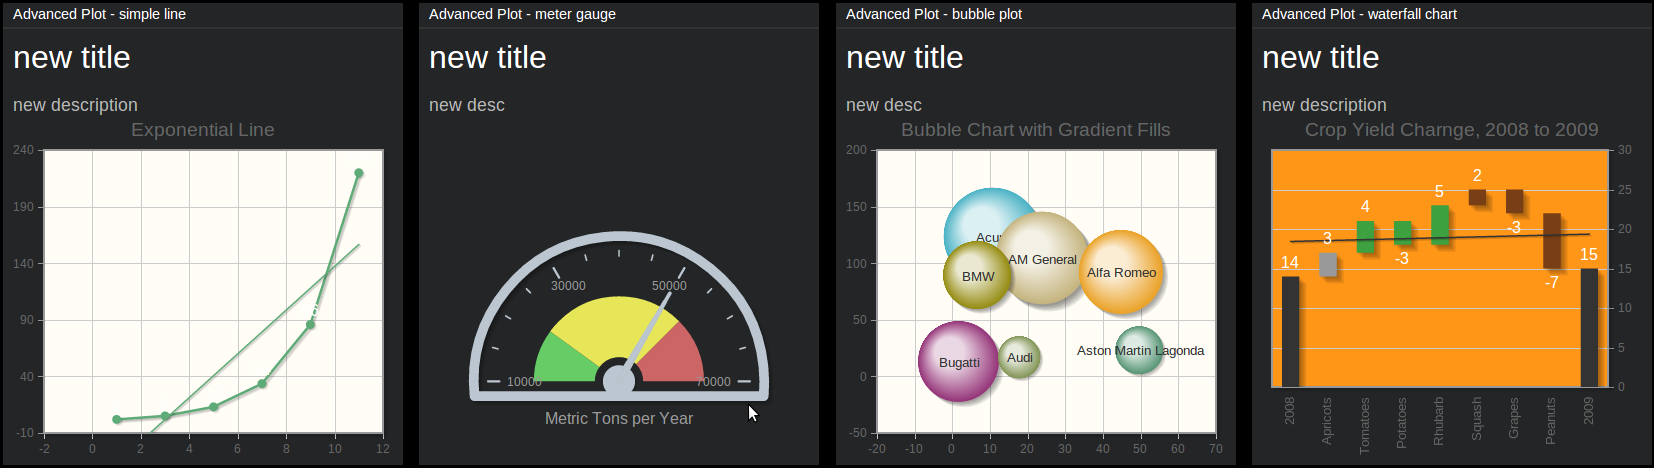 Advanced Plot - simple line
new title
new description
Exponential Line
240
190
140
90
40
-10
-2 0 2 4 6 8 10 12
Advanced Plot - meter gauge
new title
new desc
30000 50000
10000 70000
Metric Tons per Year
Advanced Plot - bubble plot
new title
new desc
Bubble Chart with Gradient Fills
200
150
100
50
0
-50
Acu
AM General
Alfa Romeo
BMW
Bugatti
Audi
Aston Martin Lagonda
-20 -10 0 10 20 30 40 50 60 70
Advanced Plot - waterfall chart
new title
new description
Crop Yield Charnge, 2008 to 2009
14 3 4 -3 5 2 -3 -7 15
30
25
20
15
10
5
0
2008
Apricots
Tomatoes
Potatoes
Rhubarb
Squash
Grapes
Peanuts
2009